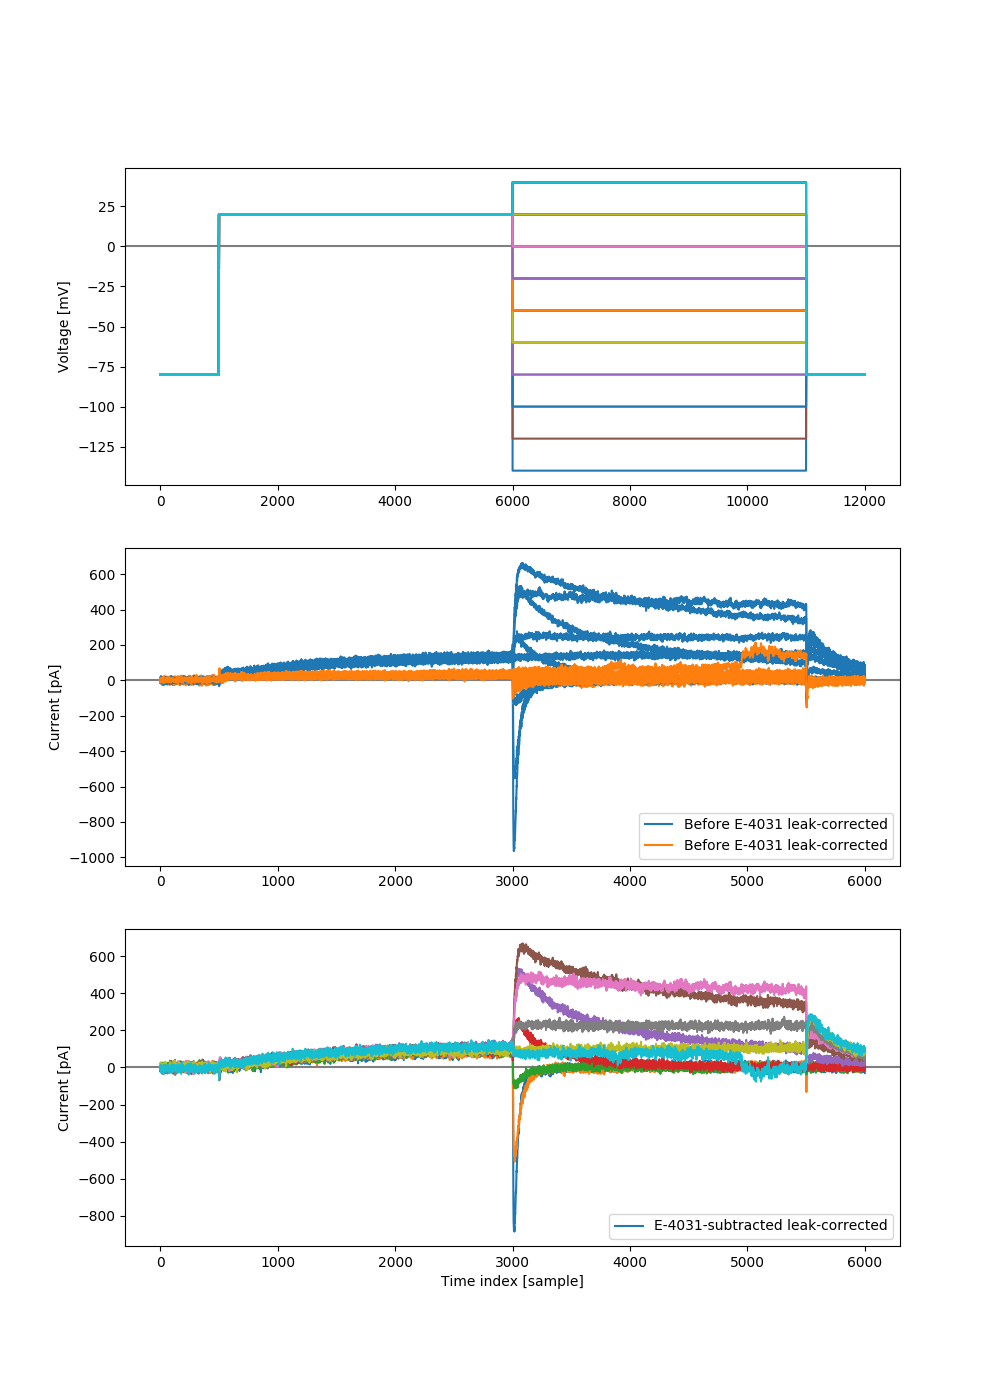 Voltage [mV]
25
0
−25
−50
−75
−100
−125
0 2000 4000 6000 8000 10000 12000
Current [pA]
600
400
200
0
−200
−400
−600
−800
−1000
Before E-4031 leak-corrected
Before E-4031 leak-corrected
0 1000 2000 3000 4000 5000 6000
Current [pA]
600
400
200
0
−200
−400
−600
−800
E-4031-subtracted leak-corrected
0 1000 2000 3000 4000 5000 6000
Time index [sample]